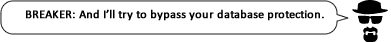 BREAKER: And I’ll try to bypass your database protection.